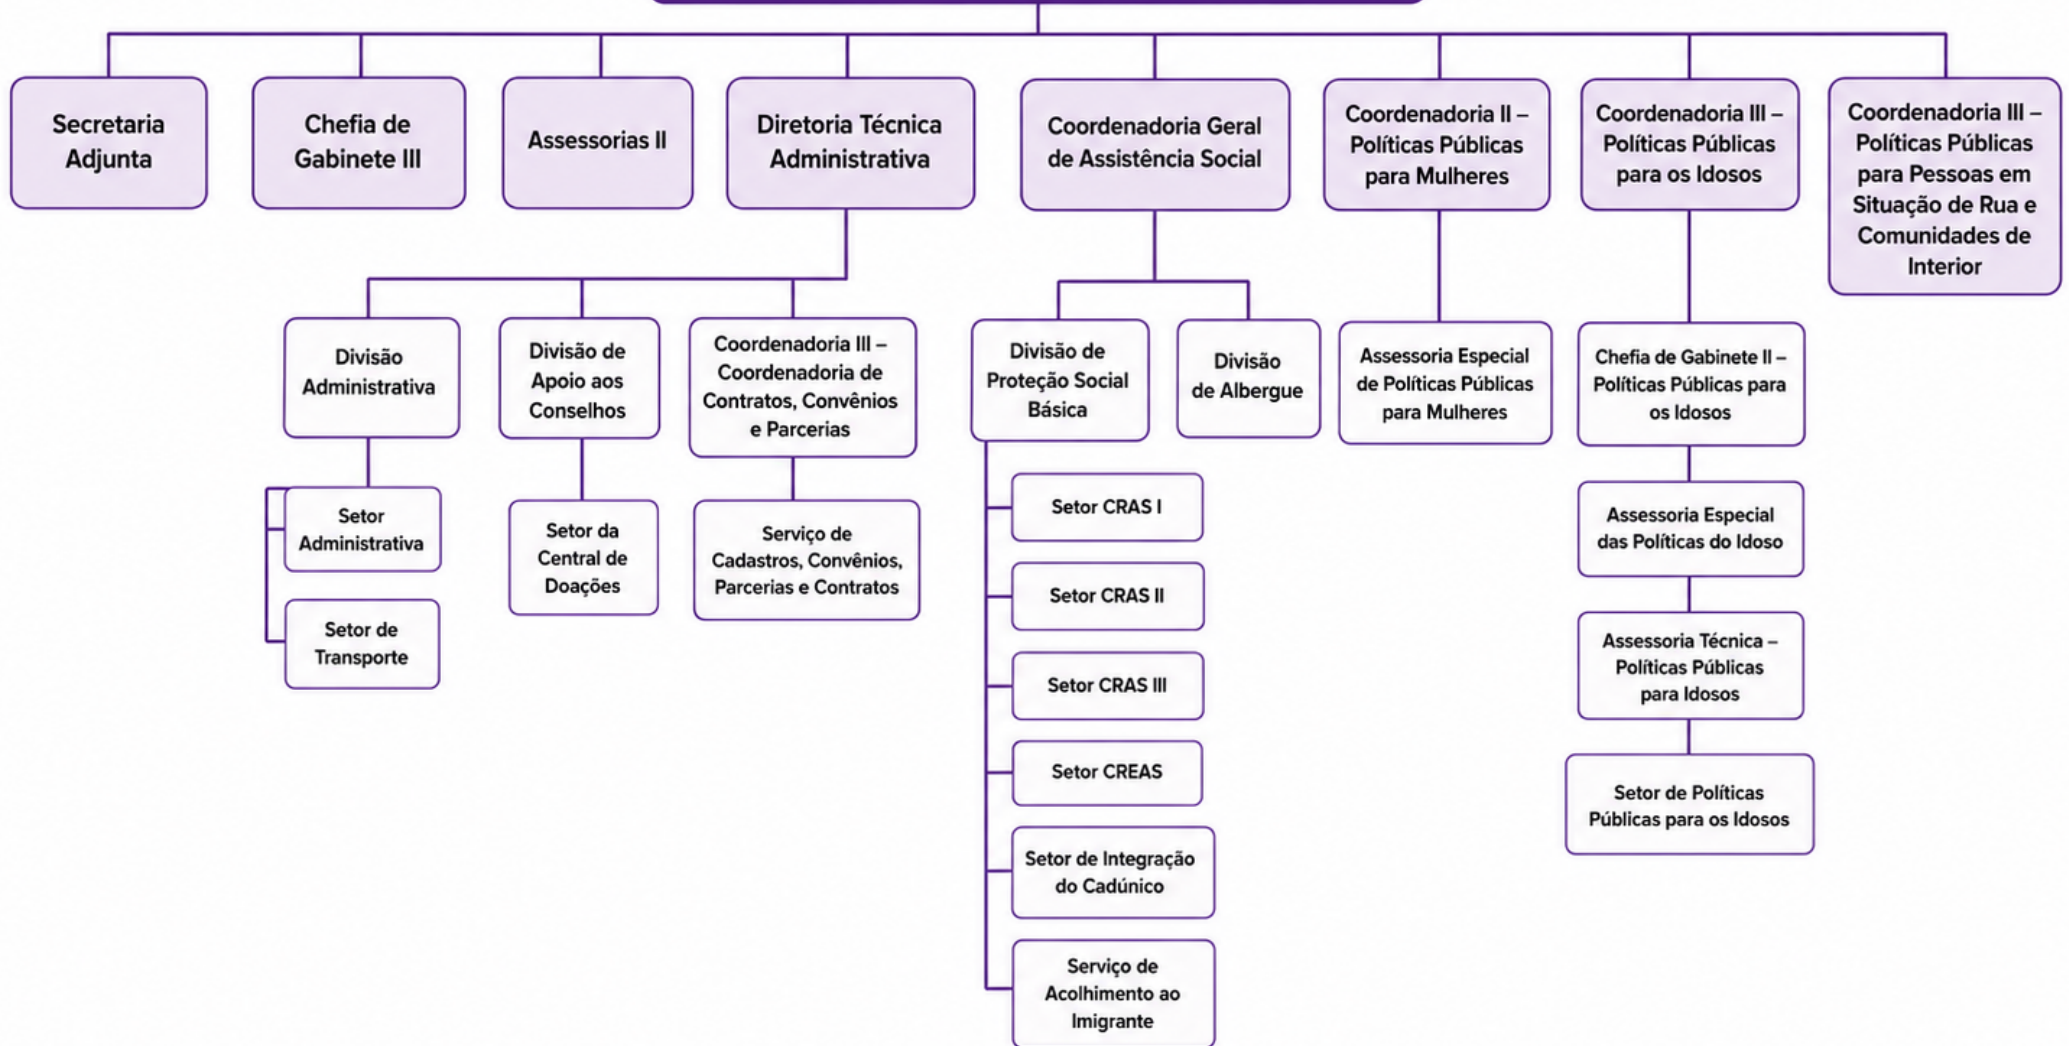 Secretaria
Adjunta
Chefia de
Gabinete III
Assessorias II
Diretoria Técnica
Administrativa
Coordenadoria Geral
de Assistência Social
Coordenadoria II –
Políticas Públicas
para Mulheres
Coordenadoria III –
Políticas Públicas
para os Idosos
Coordenadoria III –
Políticas Públicas
para Pessoas em
Situação de Rua e
Comunidades de
Interior
Divisão
Administrativa
Divisão de
Apoio aos
Conselhos
Coordenadoria III –
Coordenadoria de
Contratos, Convênios
e Parcerias
Divisão de
Proteção Social
Básica
Divisão
de Albergue
Assessoria Especial
de Políticas Públicas
para Mulheres
Chefia de Gabinete II –
Políticas Públicas para
os Idosos
Setor
Administrativa
Setor de
Transporte
Setor da
Central de
Doações
Serviço de
Cadastros, Convênios,
Parcerias e Contratos
Setor CRAS I
Setor CRAS II
Setor CRAS III
Setor CREAS
Setor de Integração
do Cadúnico
Serviço de
Acolhimento ao
Imigrante
Assessoria Especial
das Políticas do Idoso
Assessoria Técnica –
Políticas Públicas
para Idosos
Setor de Políticas
Públicas para os Idosos